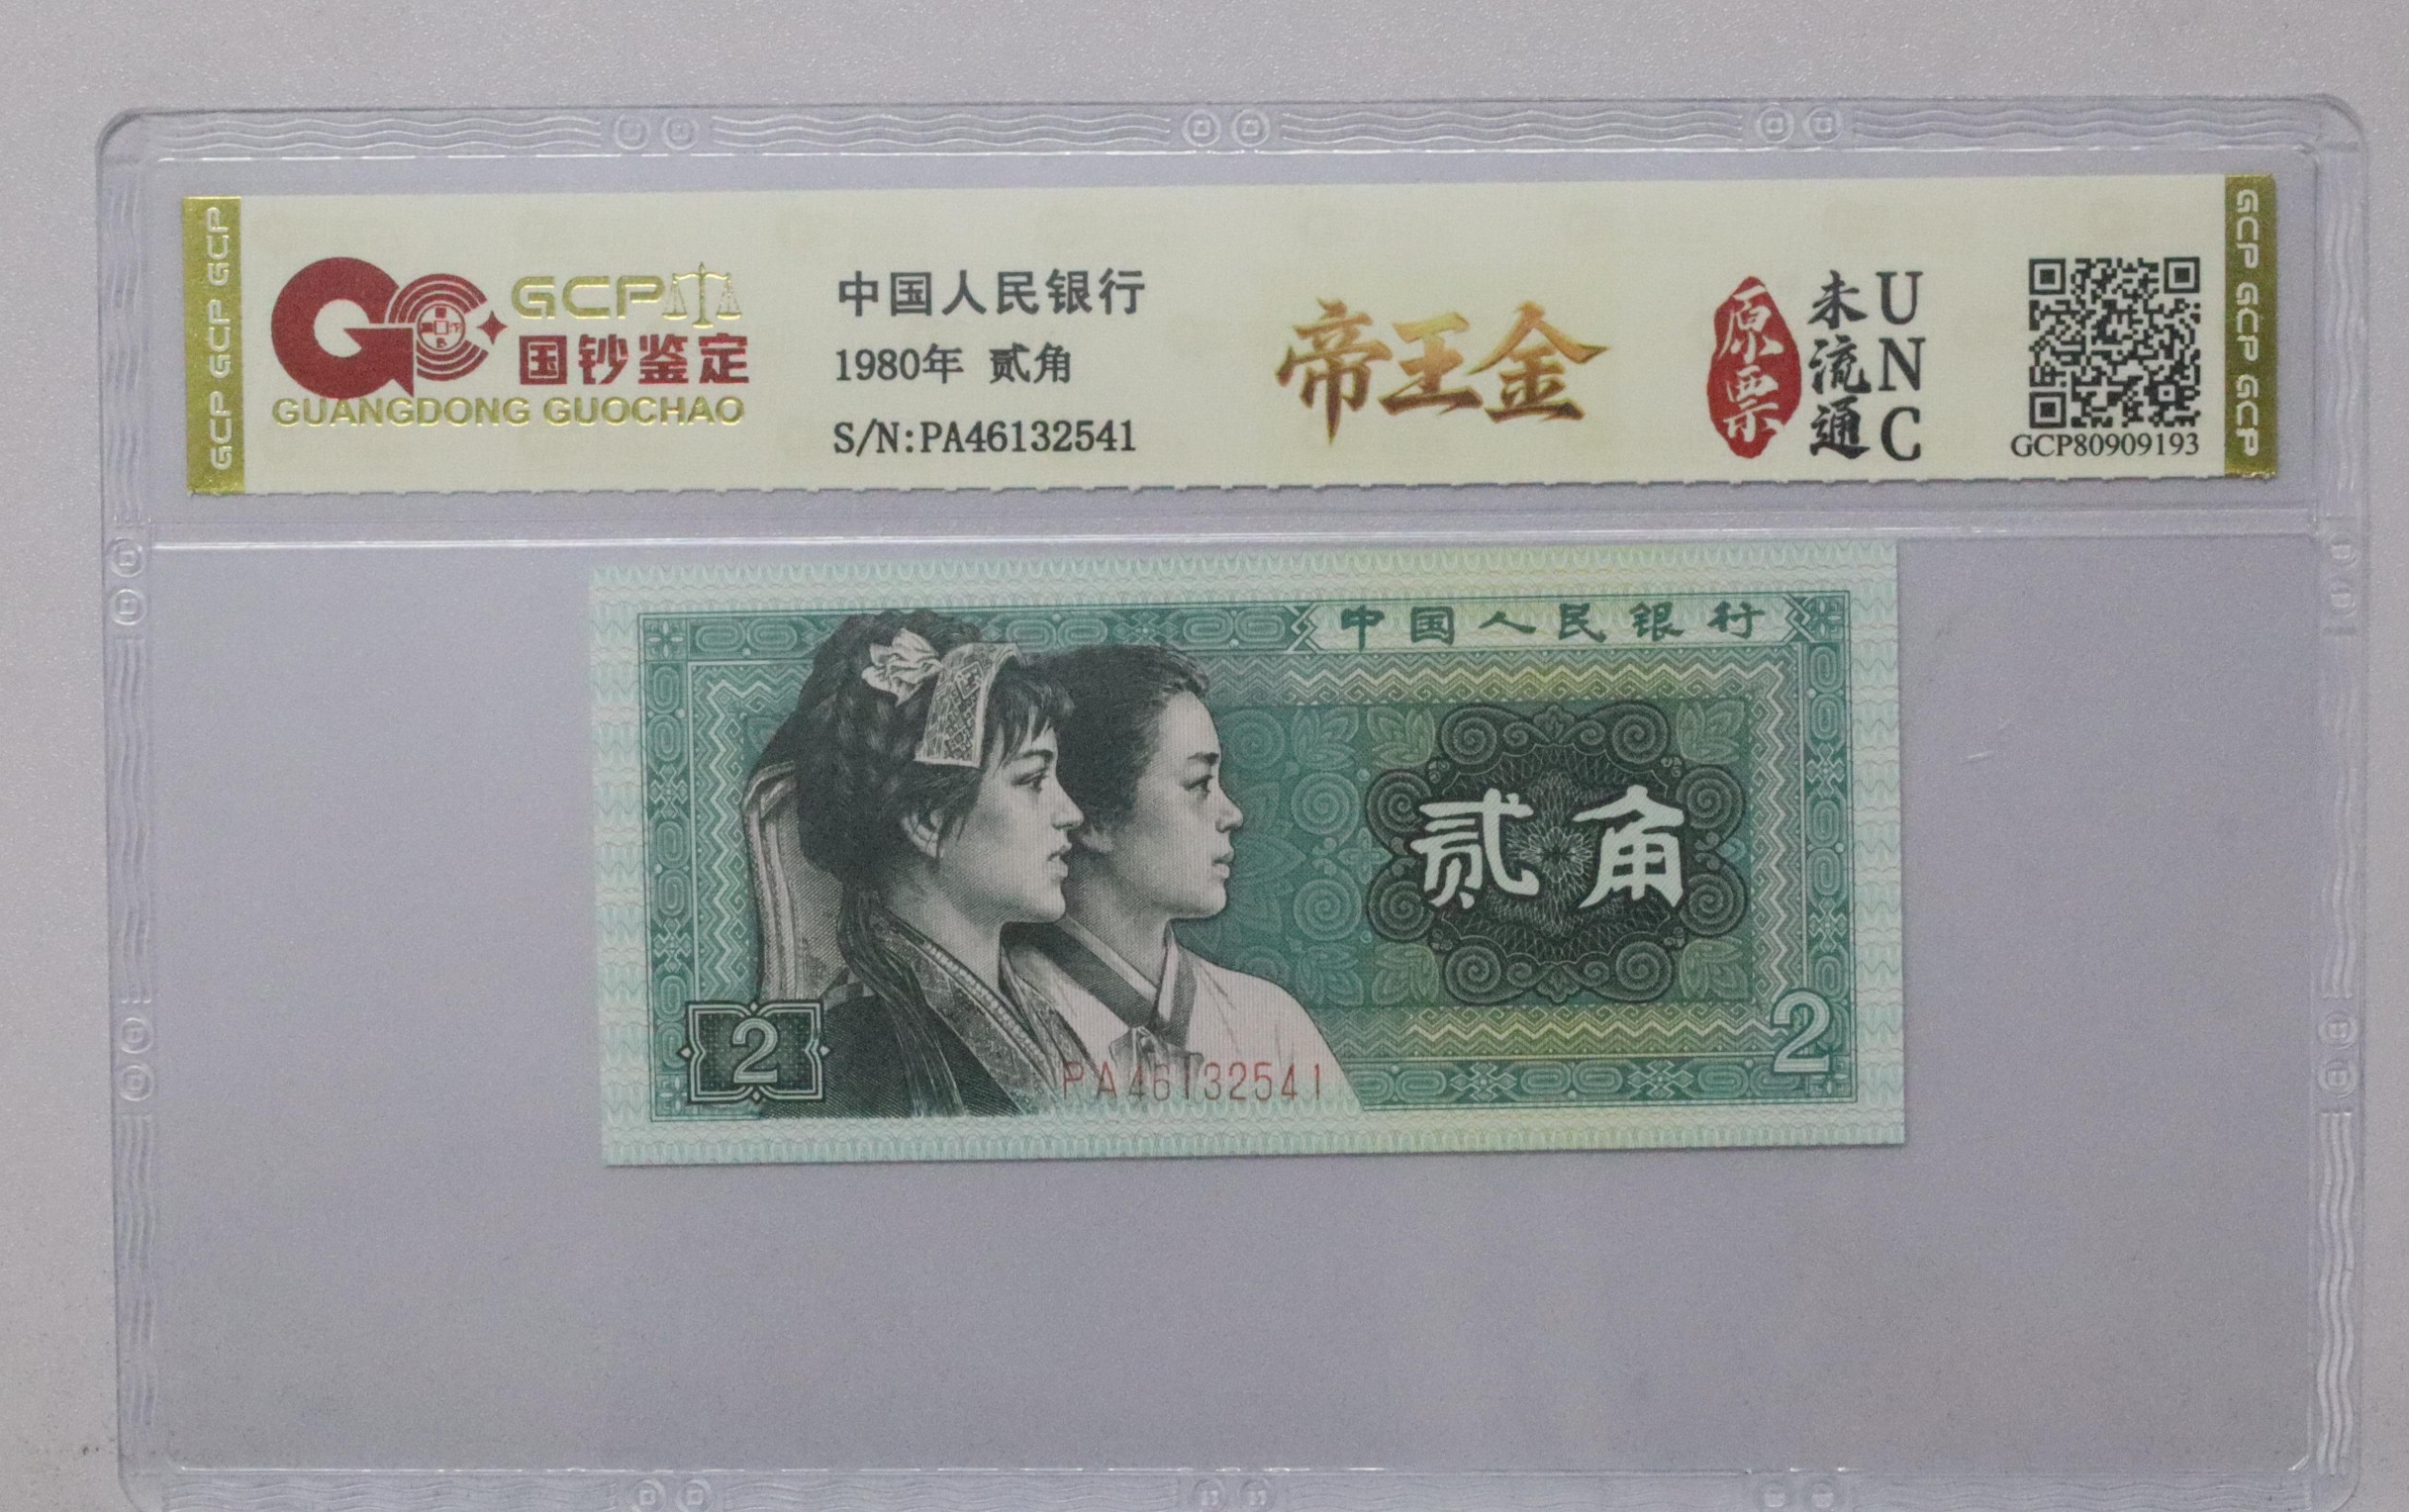 GCP GCP GCP
GCP
国钞鉴定
GUANGDONG GUOCHAO
中国人民银行
1980年 贰角
S/N:PA46132541
帝王金
原票
未流通
UNC
GCP80909193
GCP GCP GCP
中国人民银行
贰角
2
2
PA46132541